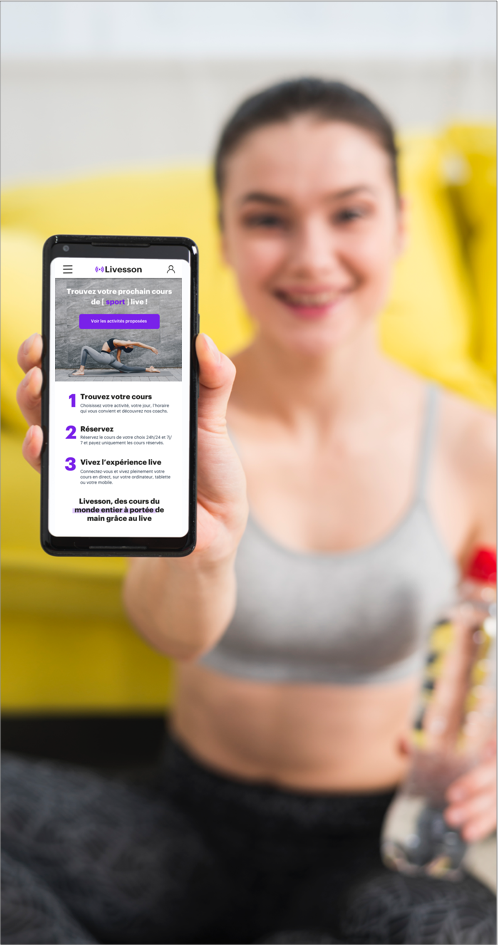 Livesson
Trouvez votre prochain cours
de [ sport ] live !
Voir les activités proposées
1 Trouvez votre cours
Choisissez votre activité, votre jour, l'horaire
qui vous convient et découvrez nos coachs.
2 Réservez
Réservez le cours de votre choix 24h/24 et 7j/
7 et payez uniquement les cours réservés.
3 Vivez l'expérience live
Connectez-vous et vivez pleinement votre
cours en direct, sur votre ordinateur, tablette
ou votre mobile.
Livesson, des cours du
monde entier à portée de
main grâce au live